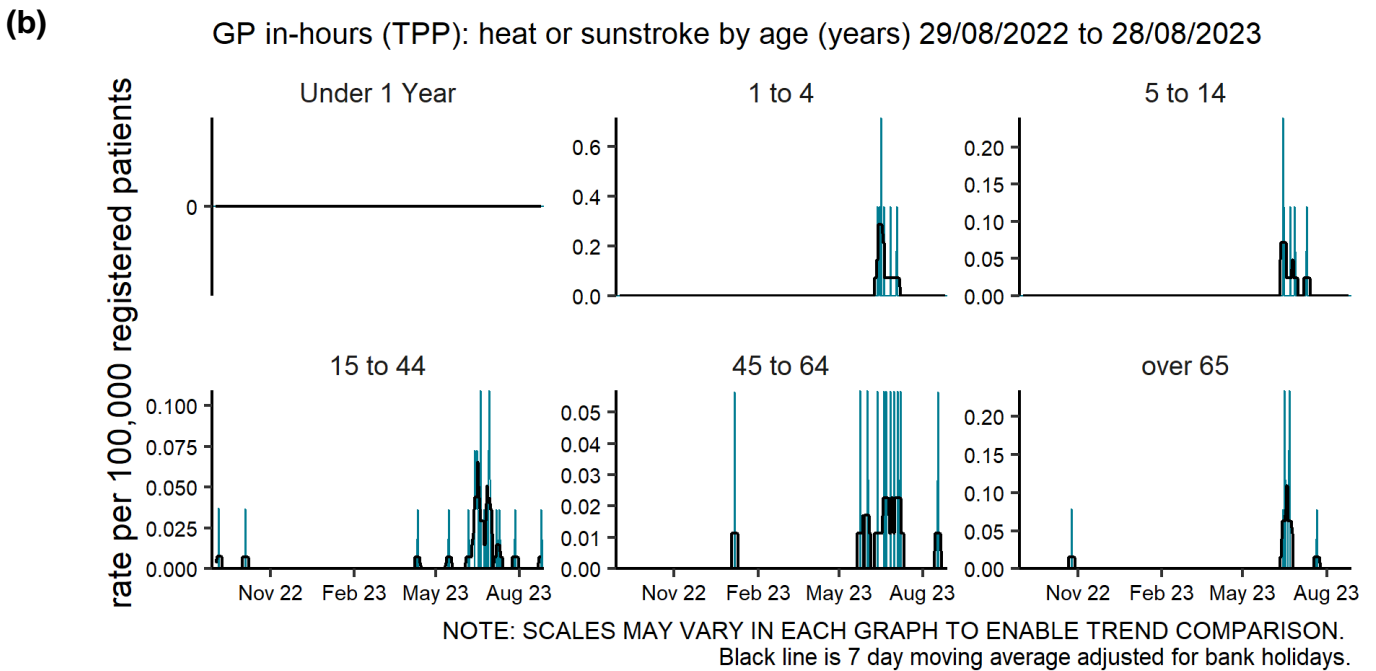 (b)
GP in-hours (TPP): heat or sunstroke by age (years) 29/08/2022 to 28/08/2023
rate per 100,000 registered patients
Under 1 Year
0
1 to 4
0.6
0.4
0.2
0.0
5 to 14
0.20
0.15
0.10
0.05
0.00
15 to 44
0.100
0.075
0.050
0.025
0.000
Nov 22 Feb 23 May 23 Aug 23
45 to 64
0.05
0.04
0.03
0.02
0.01
0.00
Nov 22 Feb 23 May 23 Aug 23
over 65
0.20
0.15
0.10
0.05
0.00
Nov 22 Feb 23 May 23 Aug 23
NOTE: SCALES MAY VARY IN EACH GRAPH TO ENABLE TREND COMPARISON.
Black line is 7 day moving average adjusted for bank holidays.